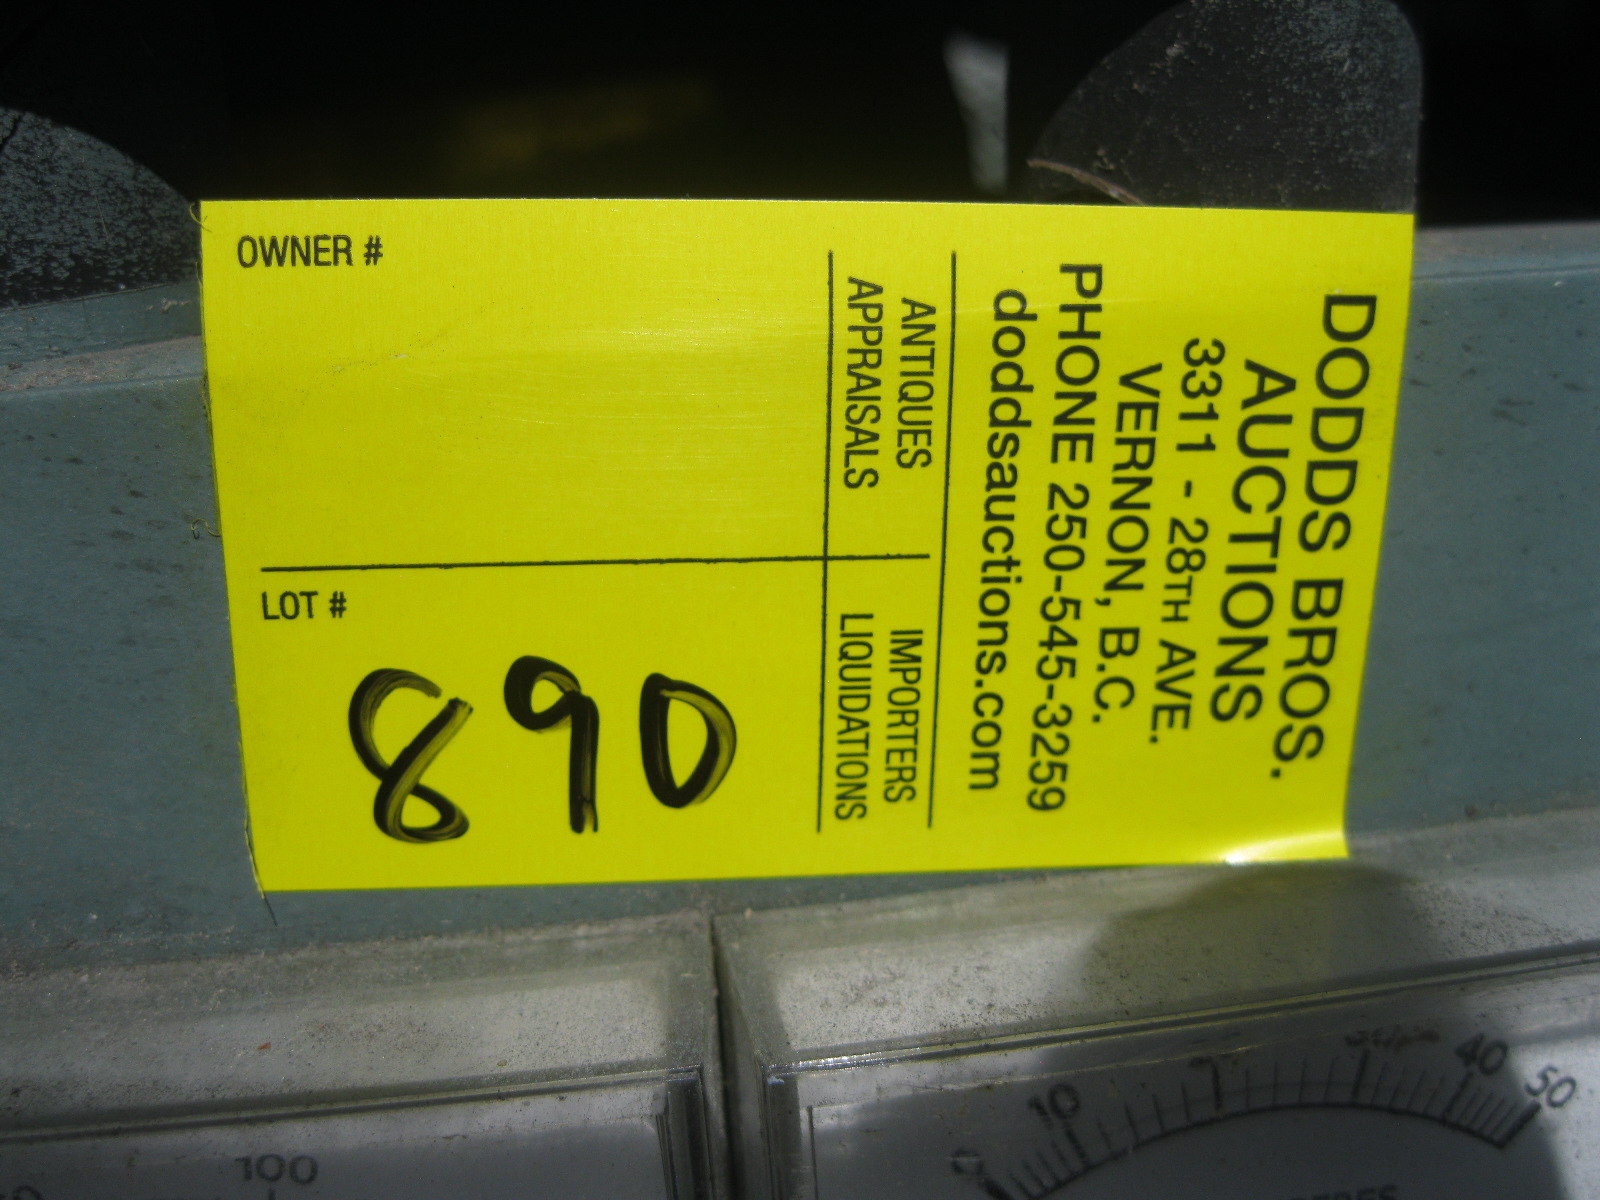 DODDS BROS.
AUCTIONS
3311 - 28TH AVE.
VERNON, B.C.
PHONE 250-545-3259
doddsauctions.com
ANTIQUES
APPRAISALS
IMPORTERS
LIQUIDATIONS
OWNER #
LOT #
890
100
10
40
50